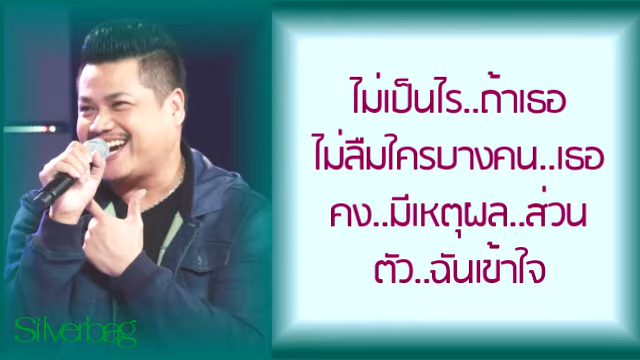 ไม่เป็นไร..ถ้าเธอ
ไม่ลืมใครบางคน..เธอ
คง..มีเหตุผล..ส่วน
ตัว..ฉันเข้าใจ
Silverbag